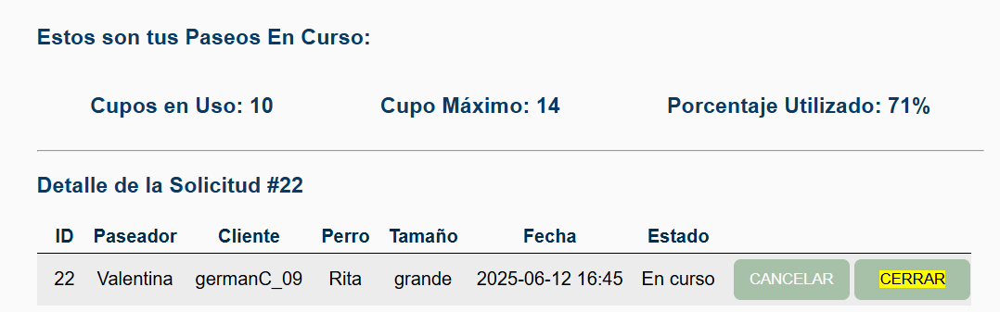 Estos son tus Paseos En Curso:
Cupos en Uso: 10 Cupo Máximo: 14 Porcentaje Utilizado: 71%
Detalle de la Solicitud #22
ID Paseador Cliente Perro Tamaño Fecha Estado
22 Valentina germanC_09 Rita grande 2025-06-12 16:45 En curso CANCELAR CERRAR